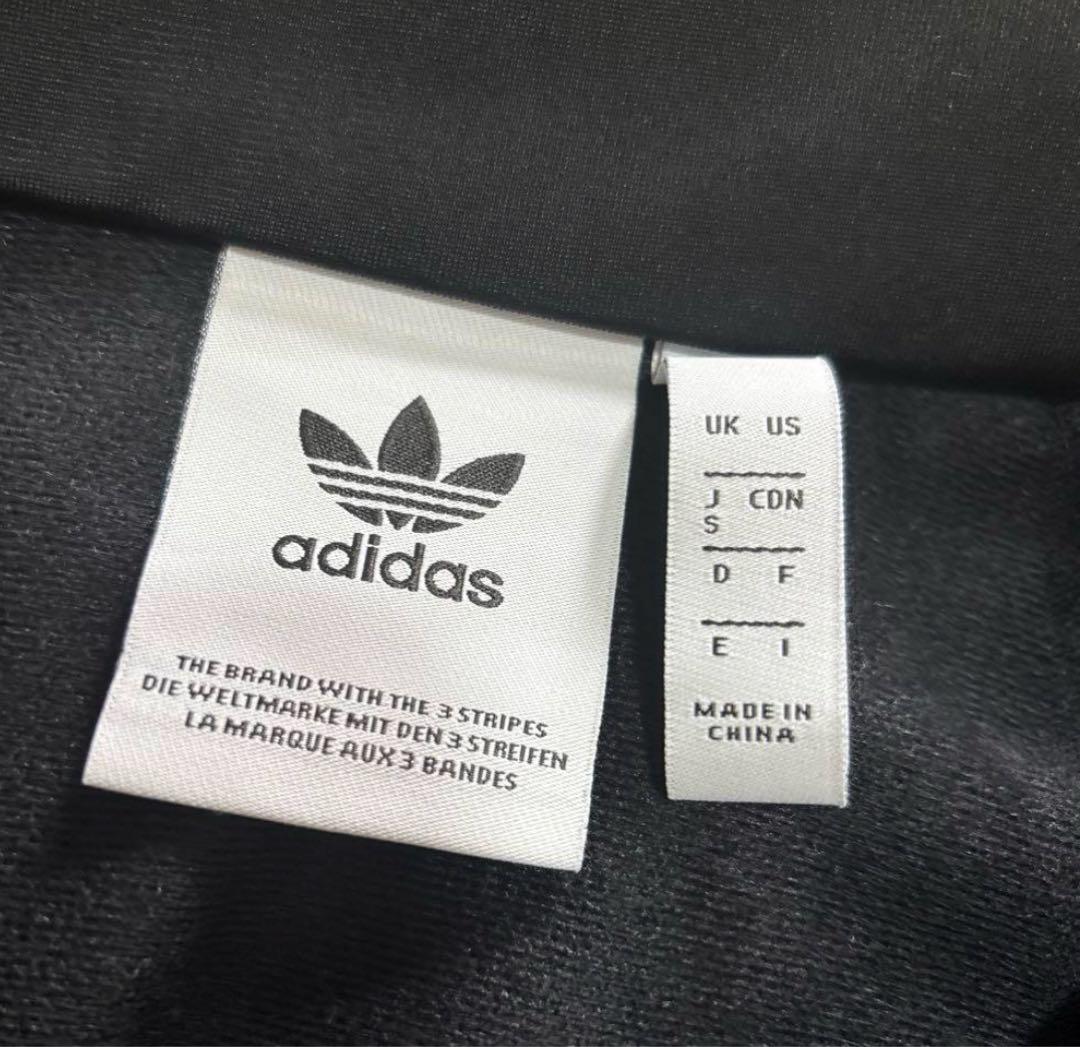 adidas
THE BRAND WITH THE 3 STRIPES
DIE WELTMARKE MIT DEN 3 STREIFEN
LA MARQUE AUX 3 BANDES
UK US
J CDN
S
D F
E I
MADE IN
CHINA